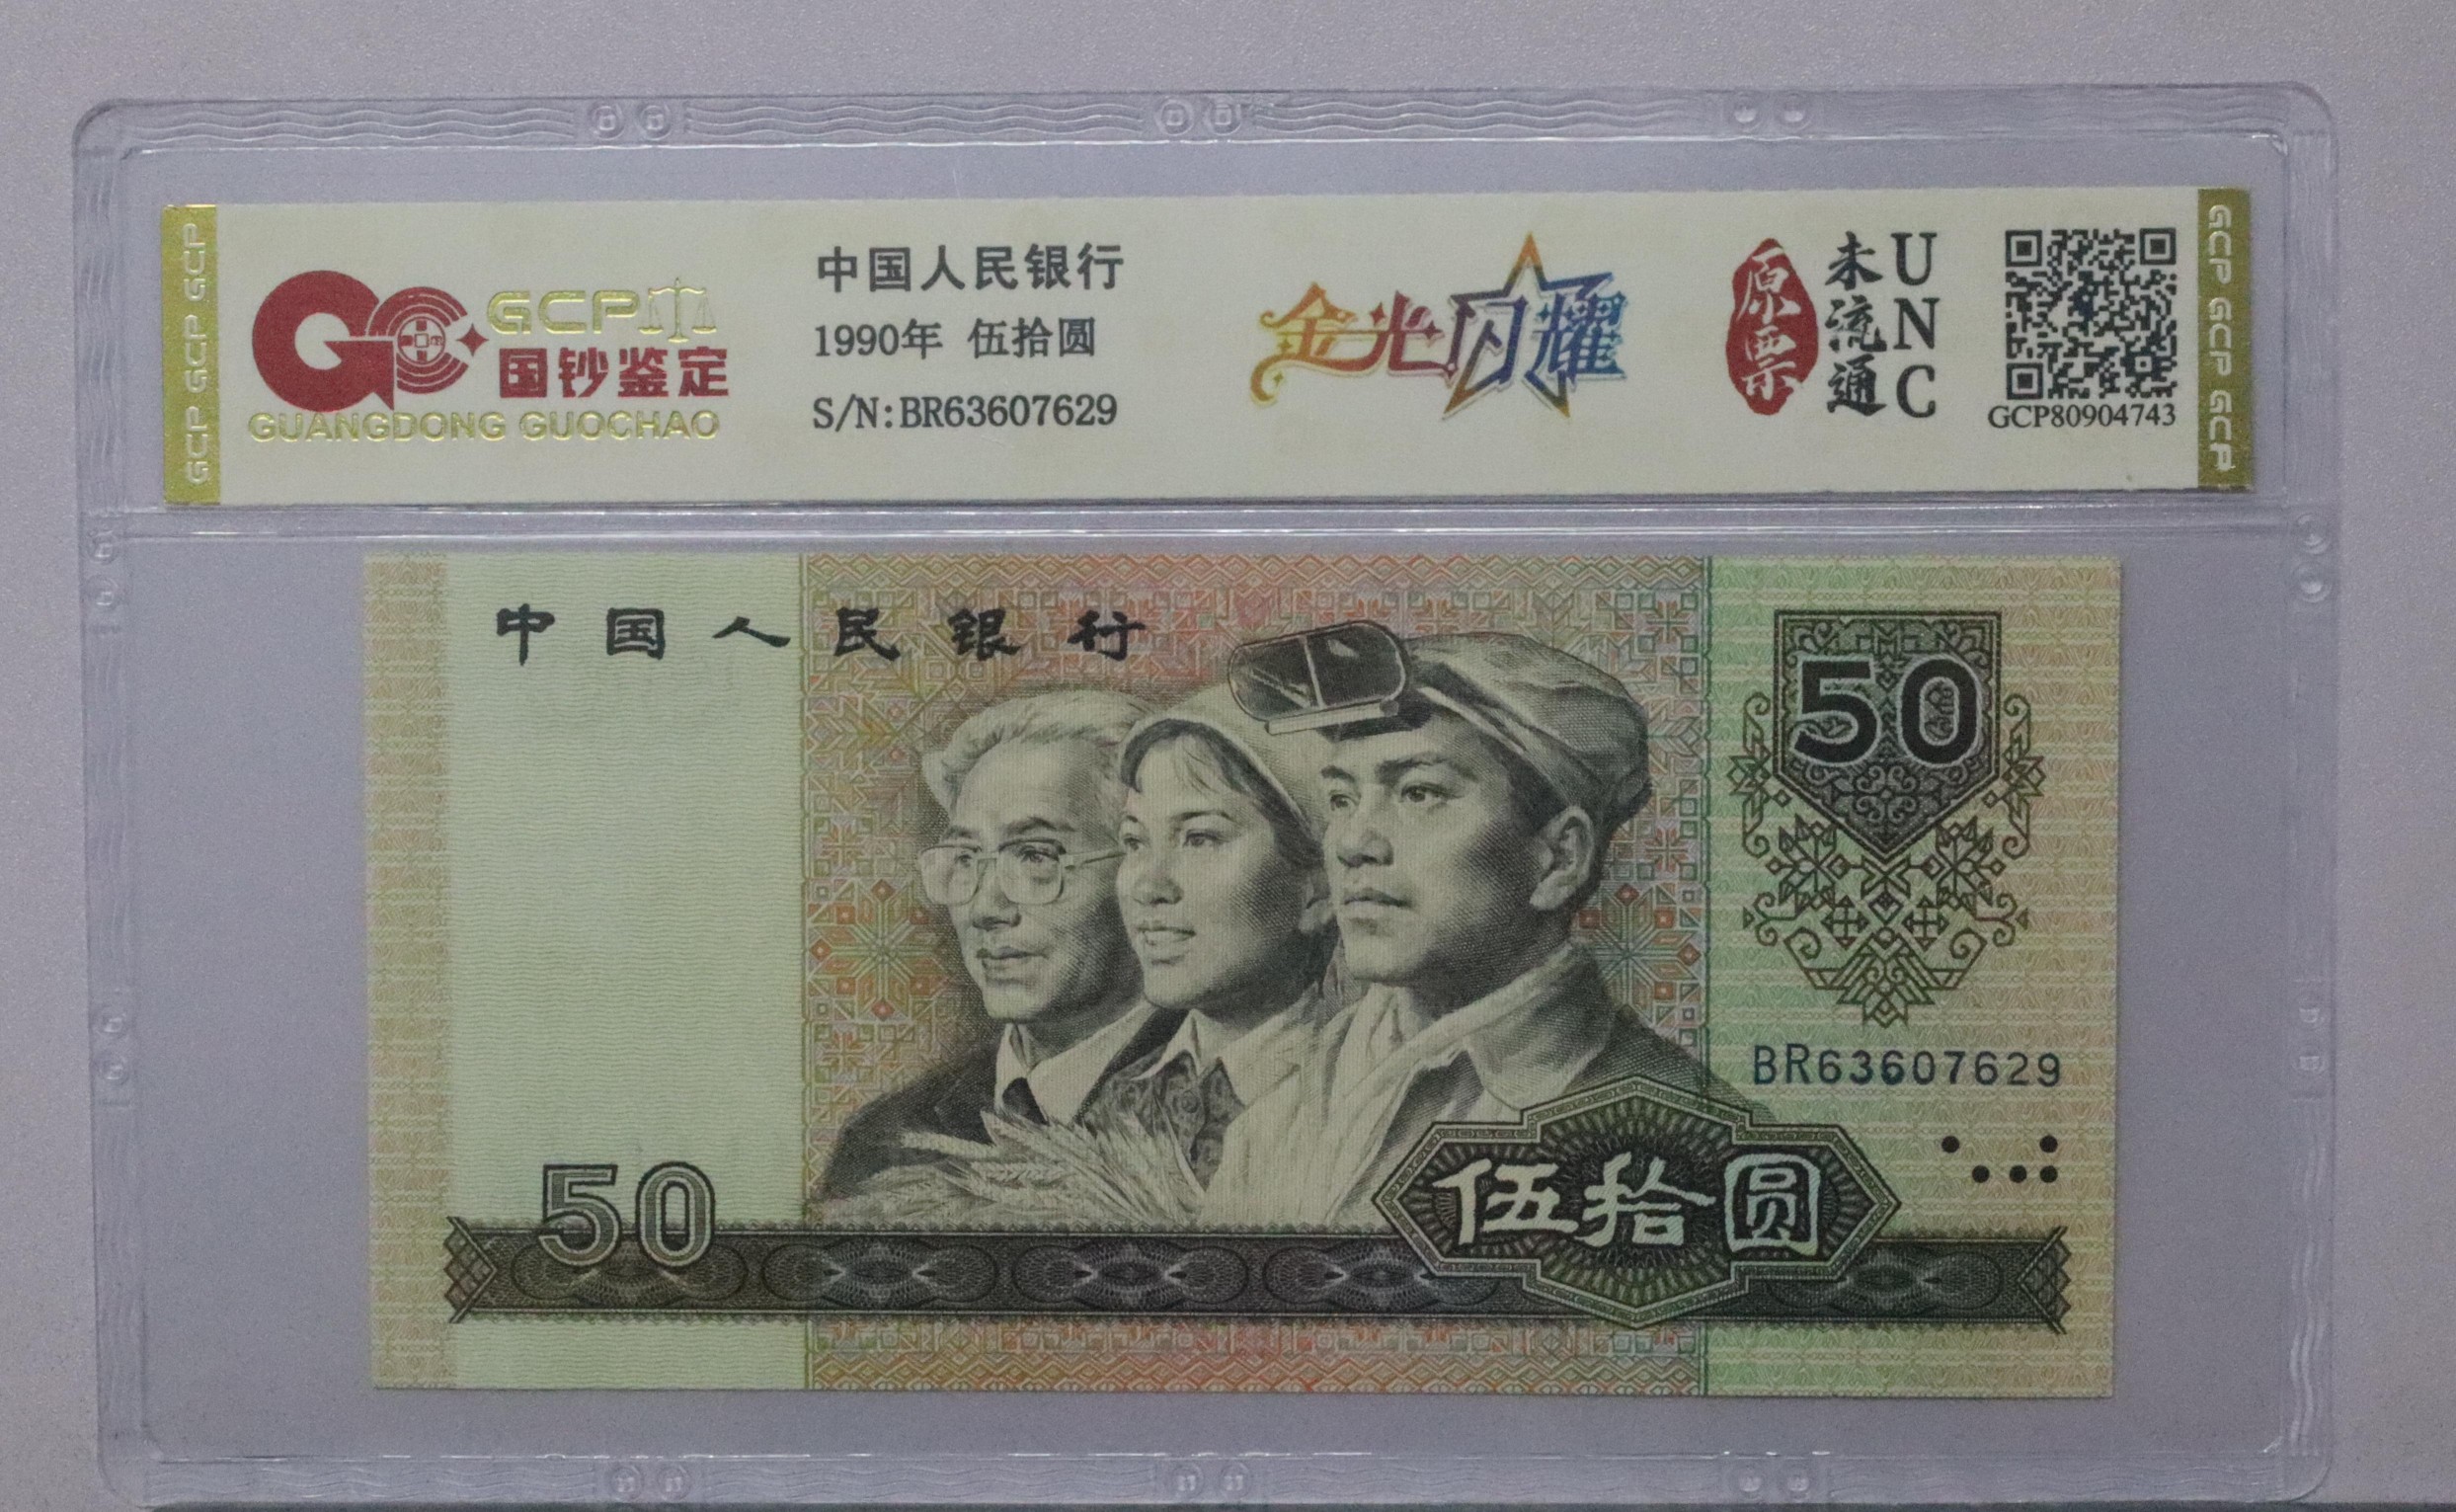 GCP GCP GCP
GCP
国钞鉴定
GUANGDONG GUOCHAO
中国人民银行
1990年 伍拾圆
S/N:BR63607629
金光闪耀
原票
未流通
UNC
GCP80904743
GCP GCP GCP
中国人民银行
50
BR63607629
50
伍拾圆